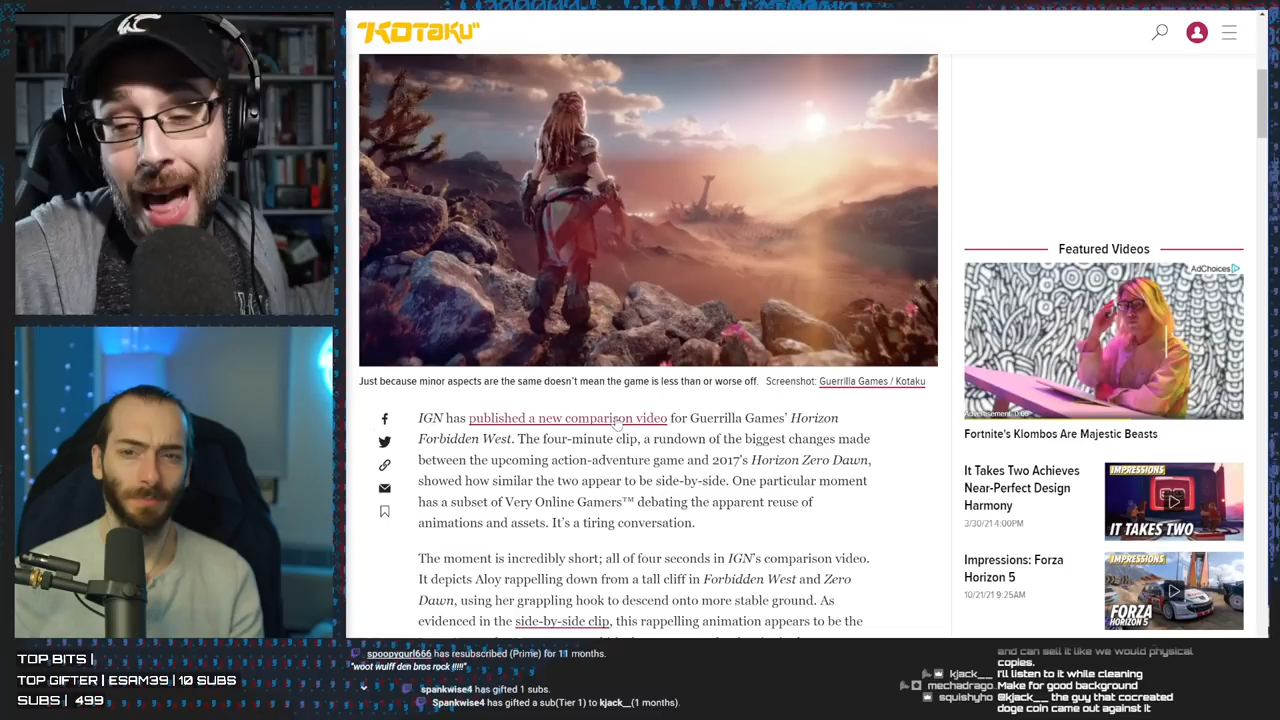 "KOTAKU"
Just because minor aspects are the same doesn't mean the game is less than or worse off. Screenshot: Guerrilla Games / Kotaku
IGN has published a new comparison video for Guerrilla Games' Horizon
Forbidden West. The four-minute clip, a rundown of the biggest changes made
between the upcoming action-adventure game and 2017's Horizon Zero Dawn,
showed how similar the two appear to be side-by-side. One particular moment
has a subset of Very Online Gamers™ debating the apparent reuse of
animations and assets. It's a tiring conversation.
The moment is incredibly short; all of four seconds in IGN's comparison video.
It depicts Aloy rappelling down from a tall cliff in Forbidden West and Zero
Dawn, using her grappling hook to descend onto more stable ground. As
evidenced in the side-by-side clip, this rappelling animation appears to be the
Featured Videos
AdChoices
Advertisement: 0:06
Fortnite's Klombos Are Majestic Beasts
It Takes Two Achieves
Near-Perfect Design
Harmony
3/30/21 4:00PM
IMPRESSIONS
IT TAKES TWO
Impressions: Forza
Horizon 5
10/21/21 9:25AM
IMPRESSIONS
FORZA
HORIZON 5
TOP BITS |
TOP GIFTER | ESAM39 | 10 SUBS
SUBS | 499
spoopygurl666 has resubscribed (Prime) for 11 months.
"woot wulff den bros rock !!!!!"
spankwise4 has gifted 1 subs.
Spankwise4 has gifted a sub(Tier 1) to kjack__(1 months).
and can sell it like we would physical
copies.
kjack__ I'll listen to it while cleaning
mechadrago_ Make for good background
squishyho @kjack__ the guy that cocreated
doge coin came out against it